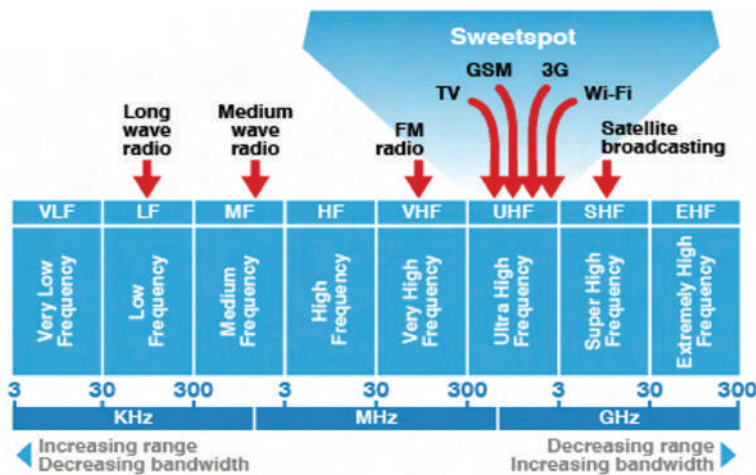 Sweetspot
GSM 3G
TV Wi-Fi
Long
wave
radio
Medium
wave
radio
FM
radio
Satellite
broadcasting
VLF LF MF HF VHF UHF SHF EHF
Very Low
Frequency
Low
Frequency
Medium
Frequency
High
Frequency
Very High
Frequency
Ultra High
Frequency
Super High
Frequency
Extremely High
Frequency
3 30 300 3 30 300 3 30 300
KHz MHz GHz
Increasing range
Decreasing bandwidth
Decreasing range
Increasing bandwidth